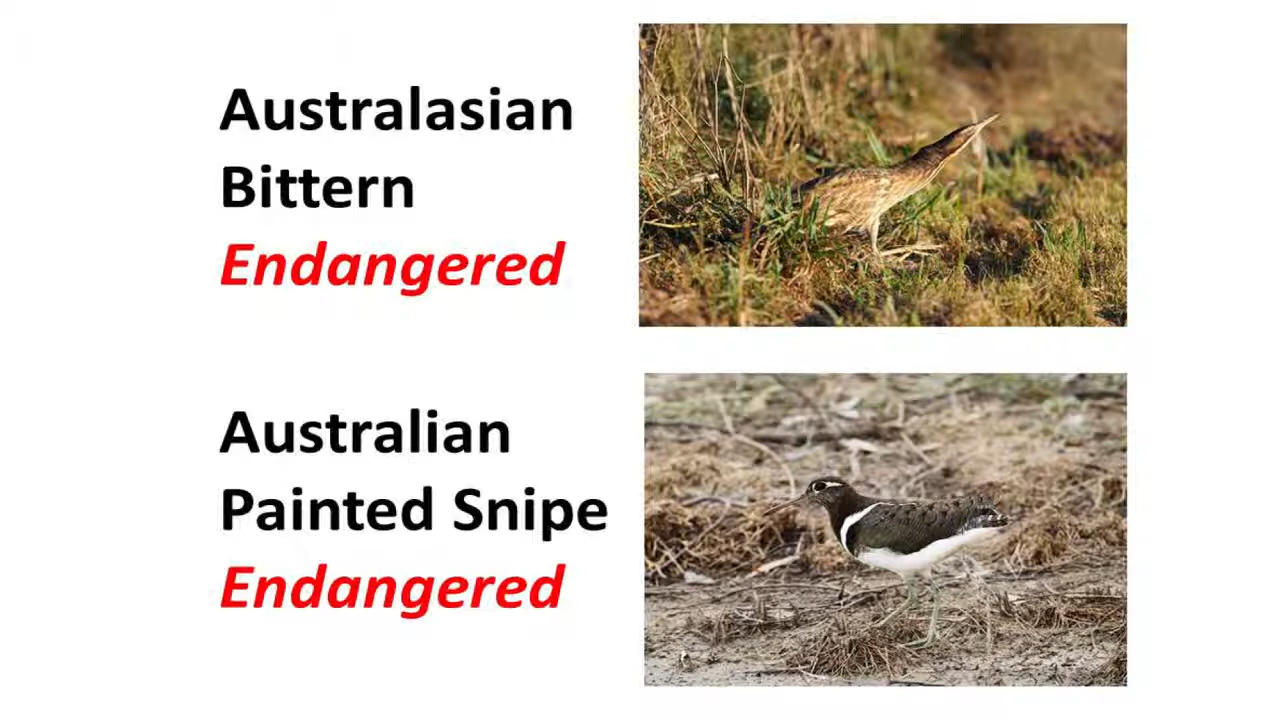 Australasian
Bittern
Endangered
Australian
Painted Snipe
Endangered